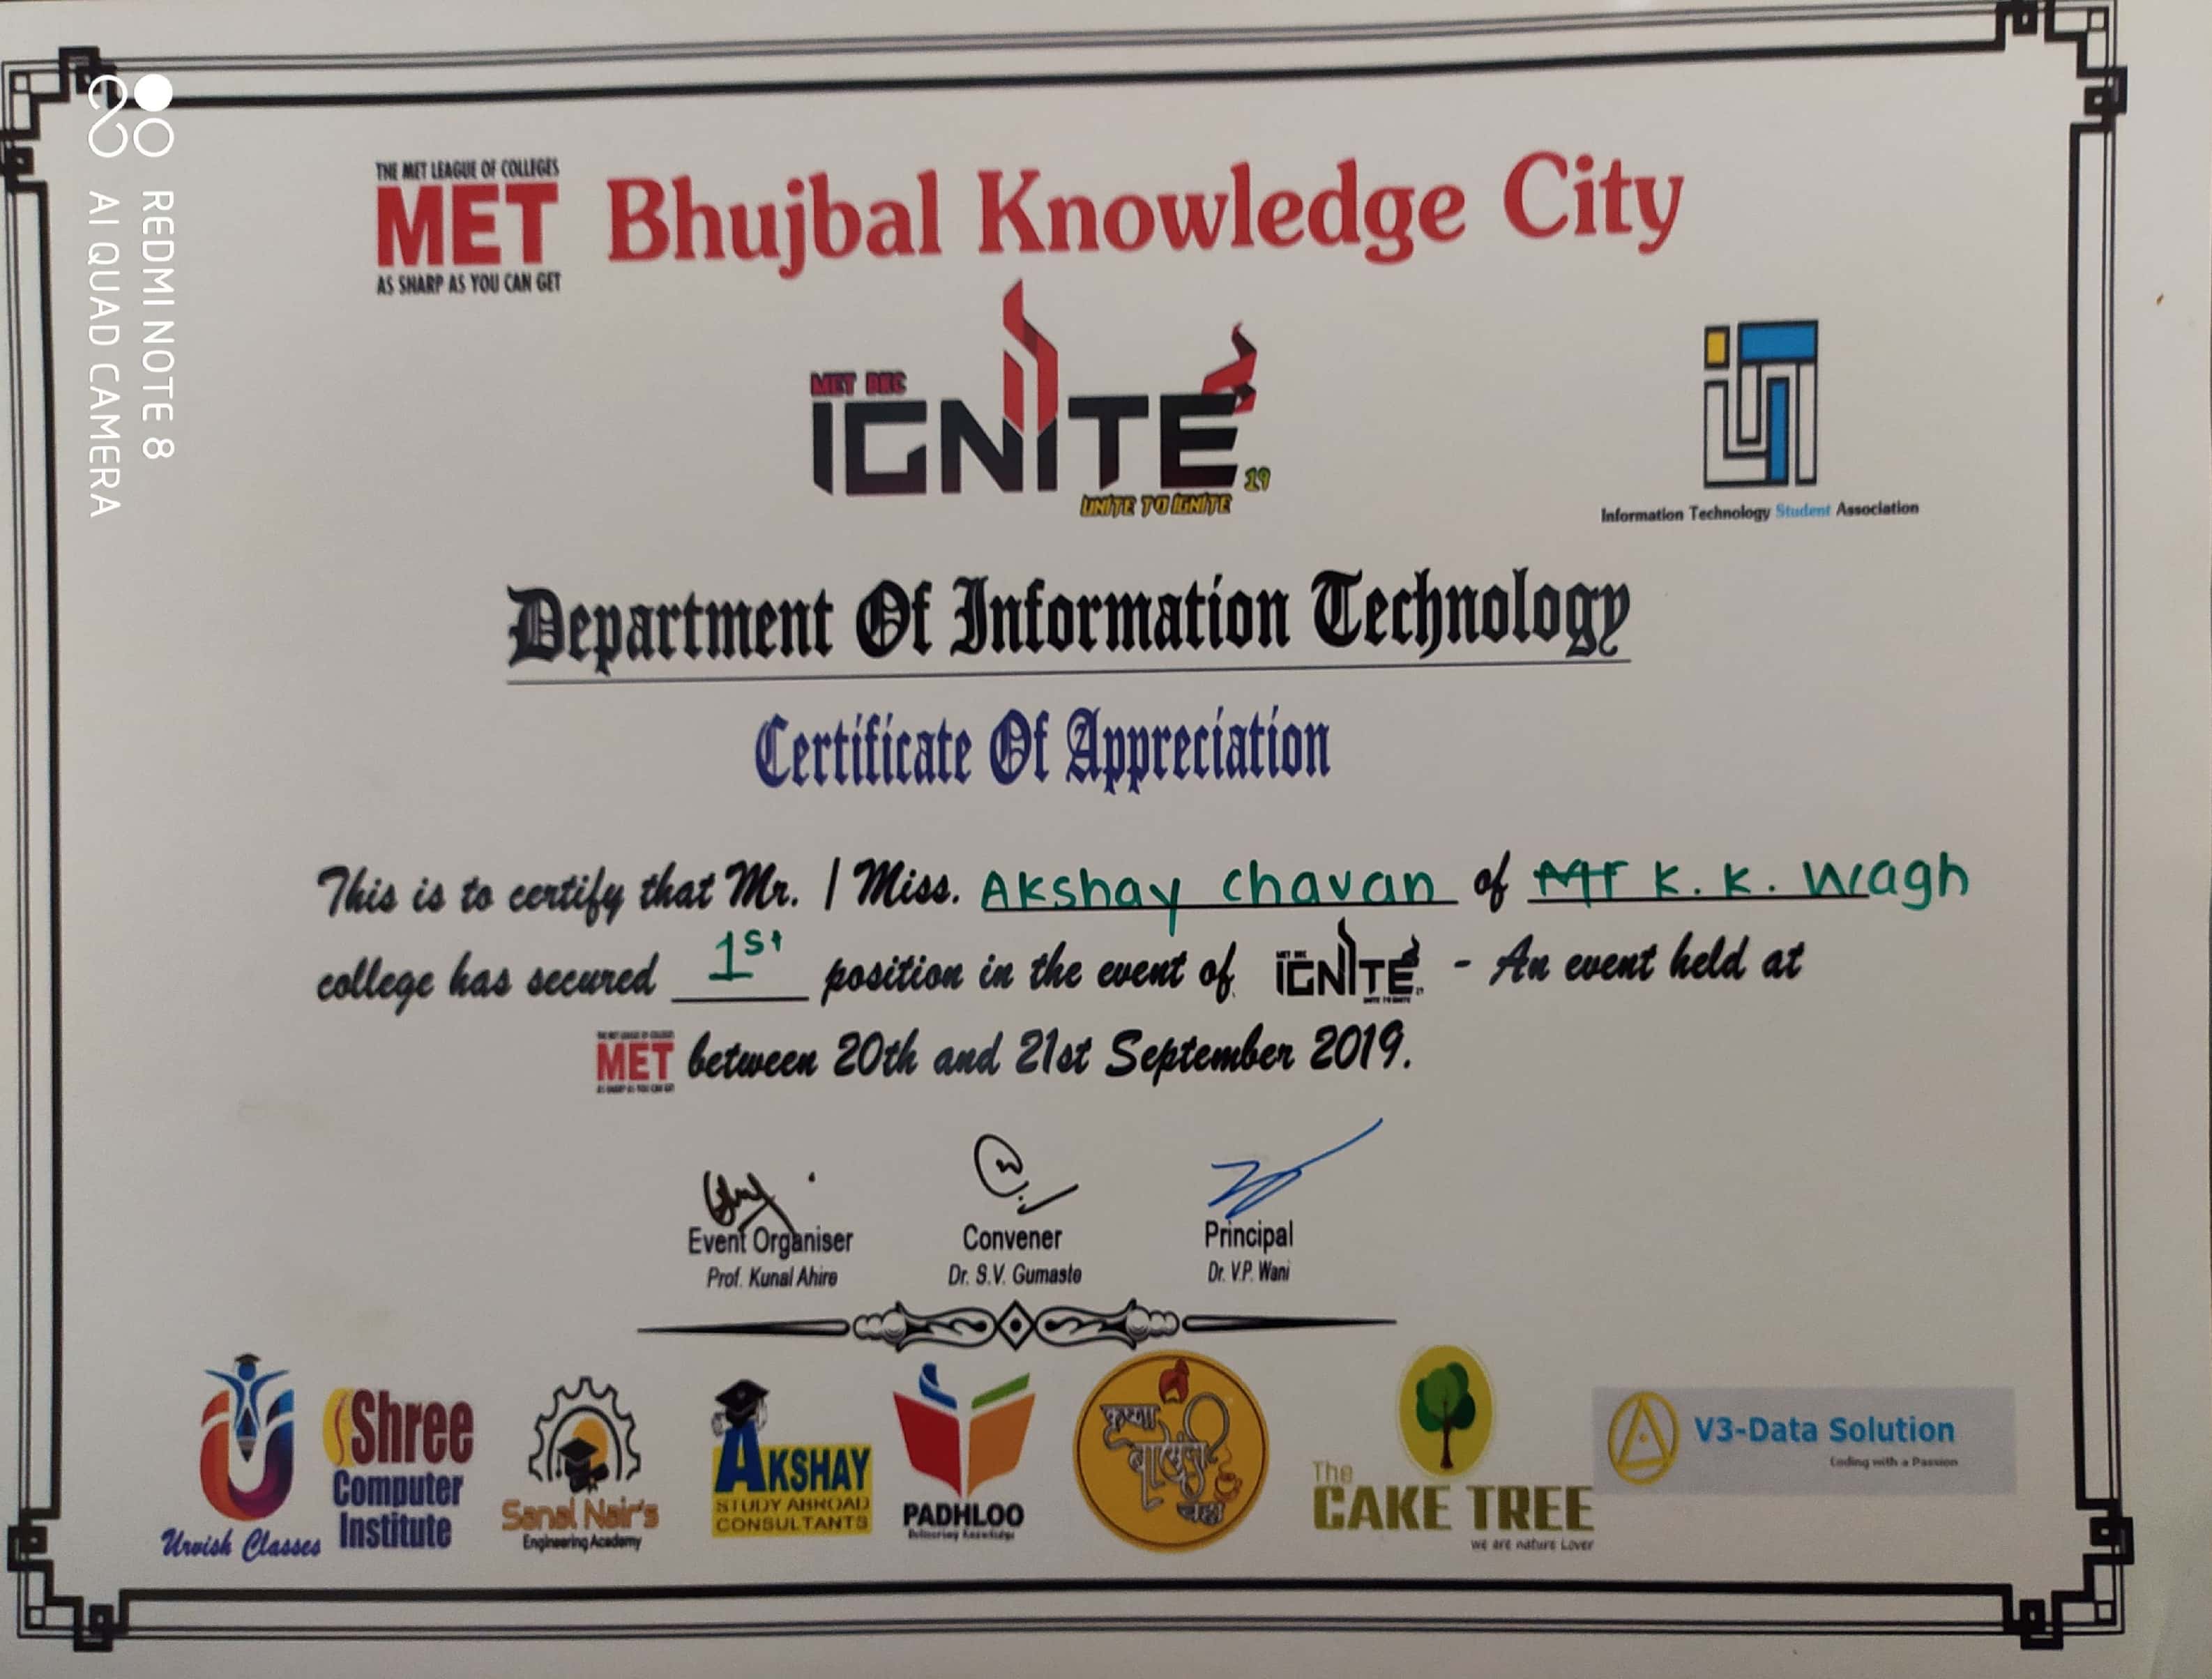 REDMI NOTE 8
AI QUAD CAMERA
THE MET LEAGUE OF COLLEGES
MET
AS SHARP AS YOU CAN GET
Bhujbal Knowledge City
MET BKC
IGNITE
19
UNITE TO IGNITE
Information Technology Student Association
Department Of Information Technology
Certificate Of Appreciation
This is to certify that Mr. / Miss. Akshay Chavan of K. K. Wagh
college has secured 1st position in the event of IGNITE - An event held at
MET between 20th and 21st September 2019.
Event Organiser
Prof. Kunal Ahire
Convener
Dr. S.V. Gumaste
Principal
Dr. V.P. Wani
Urvish Classes
Shree
Computer
Institute
Sanal Nair's
Engineering Academy
AKSHAY
STUDY ABROAD
CONSULTANTS
PADHLOO
Delivering Knowledge
कृष्णा
चहा
The
CAKE TREE
we are nature Lover
V3-Data Solution
Coding with a Passion